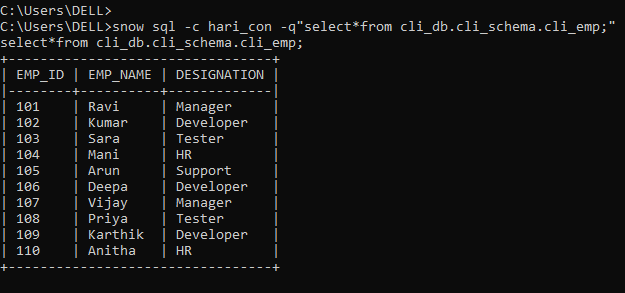 C:\Users\DELL>
C:\Users\DELL>snow sql -c hari_con -q"select*from cli_db.cli_schema.cli_emp;"
select*from cli_db.cli_schema.cli_emp;
+--------------------------------+
| EMP_ID | EMP_NAME | DESIGNATION |
|--------+----------+-------------|
| 101    | Ravi     | Manager     |
| 102    | Kumar    | Developer   |
| 103    | Sara     | Tester      |
| 104    | Mani     | HR          |
| 105    | Arun     | Support     |
| 106    | Deepa    | Developer   |
| 107    | Vijay    | Manager     |
| 108    | Priya    | Tester      |
| 109    | Karthik  | Developer   |
| 110    | Anitha   | HR          |
+--------------------------------+